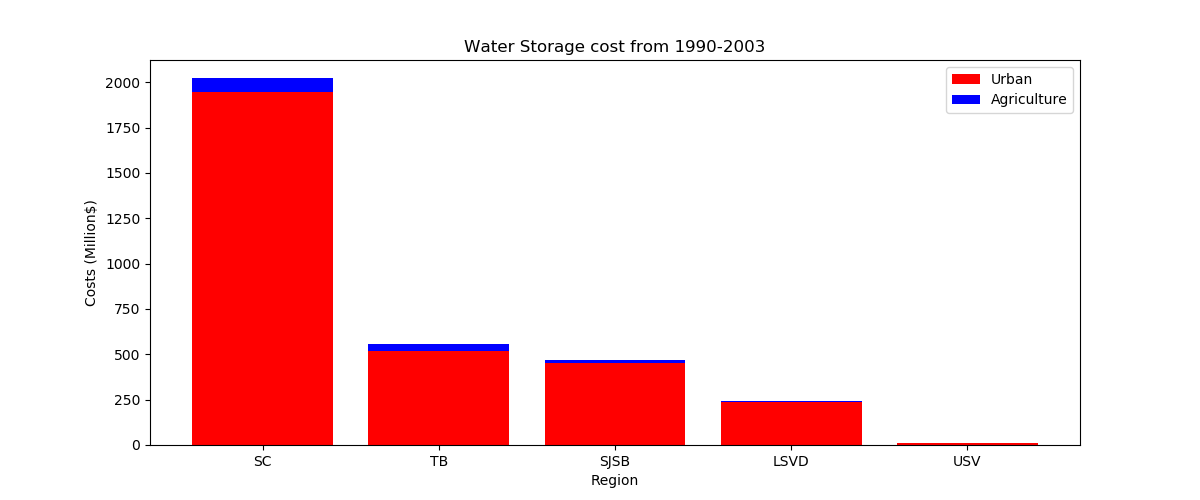 Water Storage cost from 1990-2003
Urban
Agriculture
2000
1750
1500
1250
1000
750
500
250
0
Costs (Million$)
SC
TB
SJSB
LSVD
USV
Region